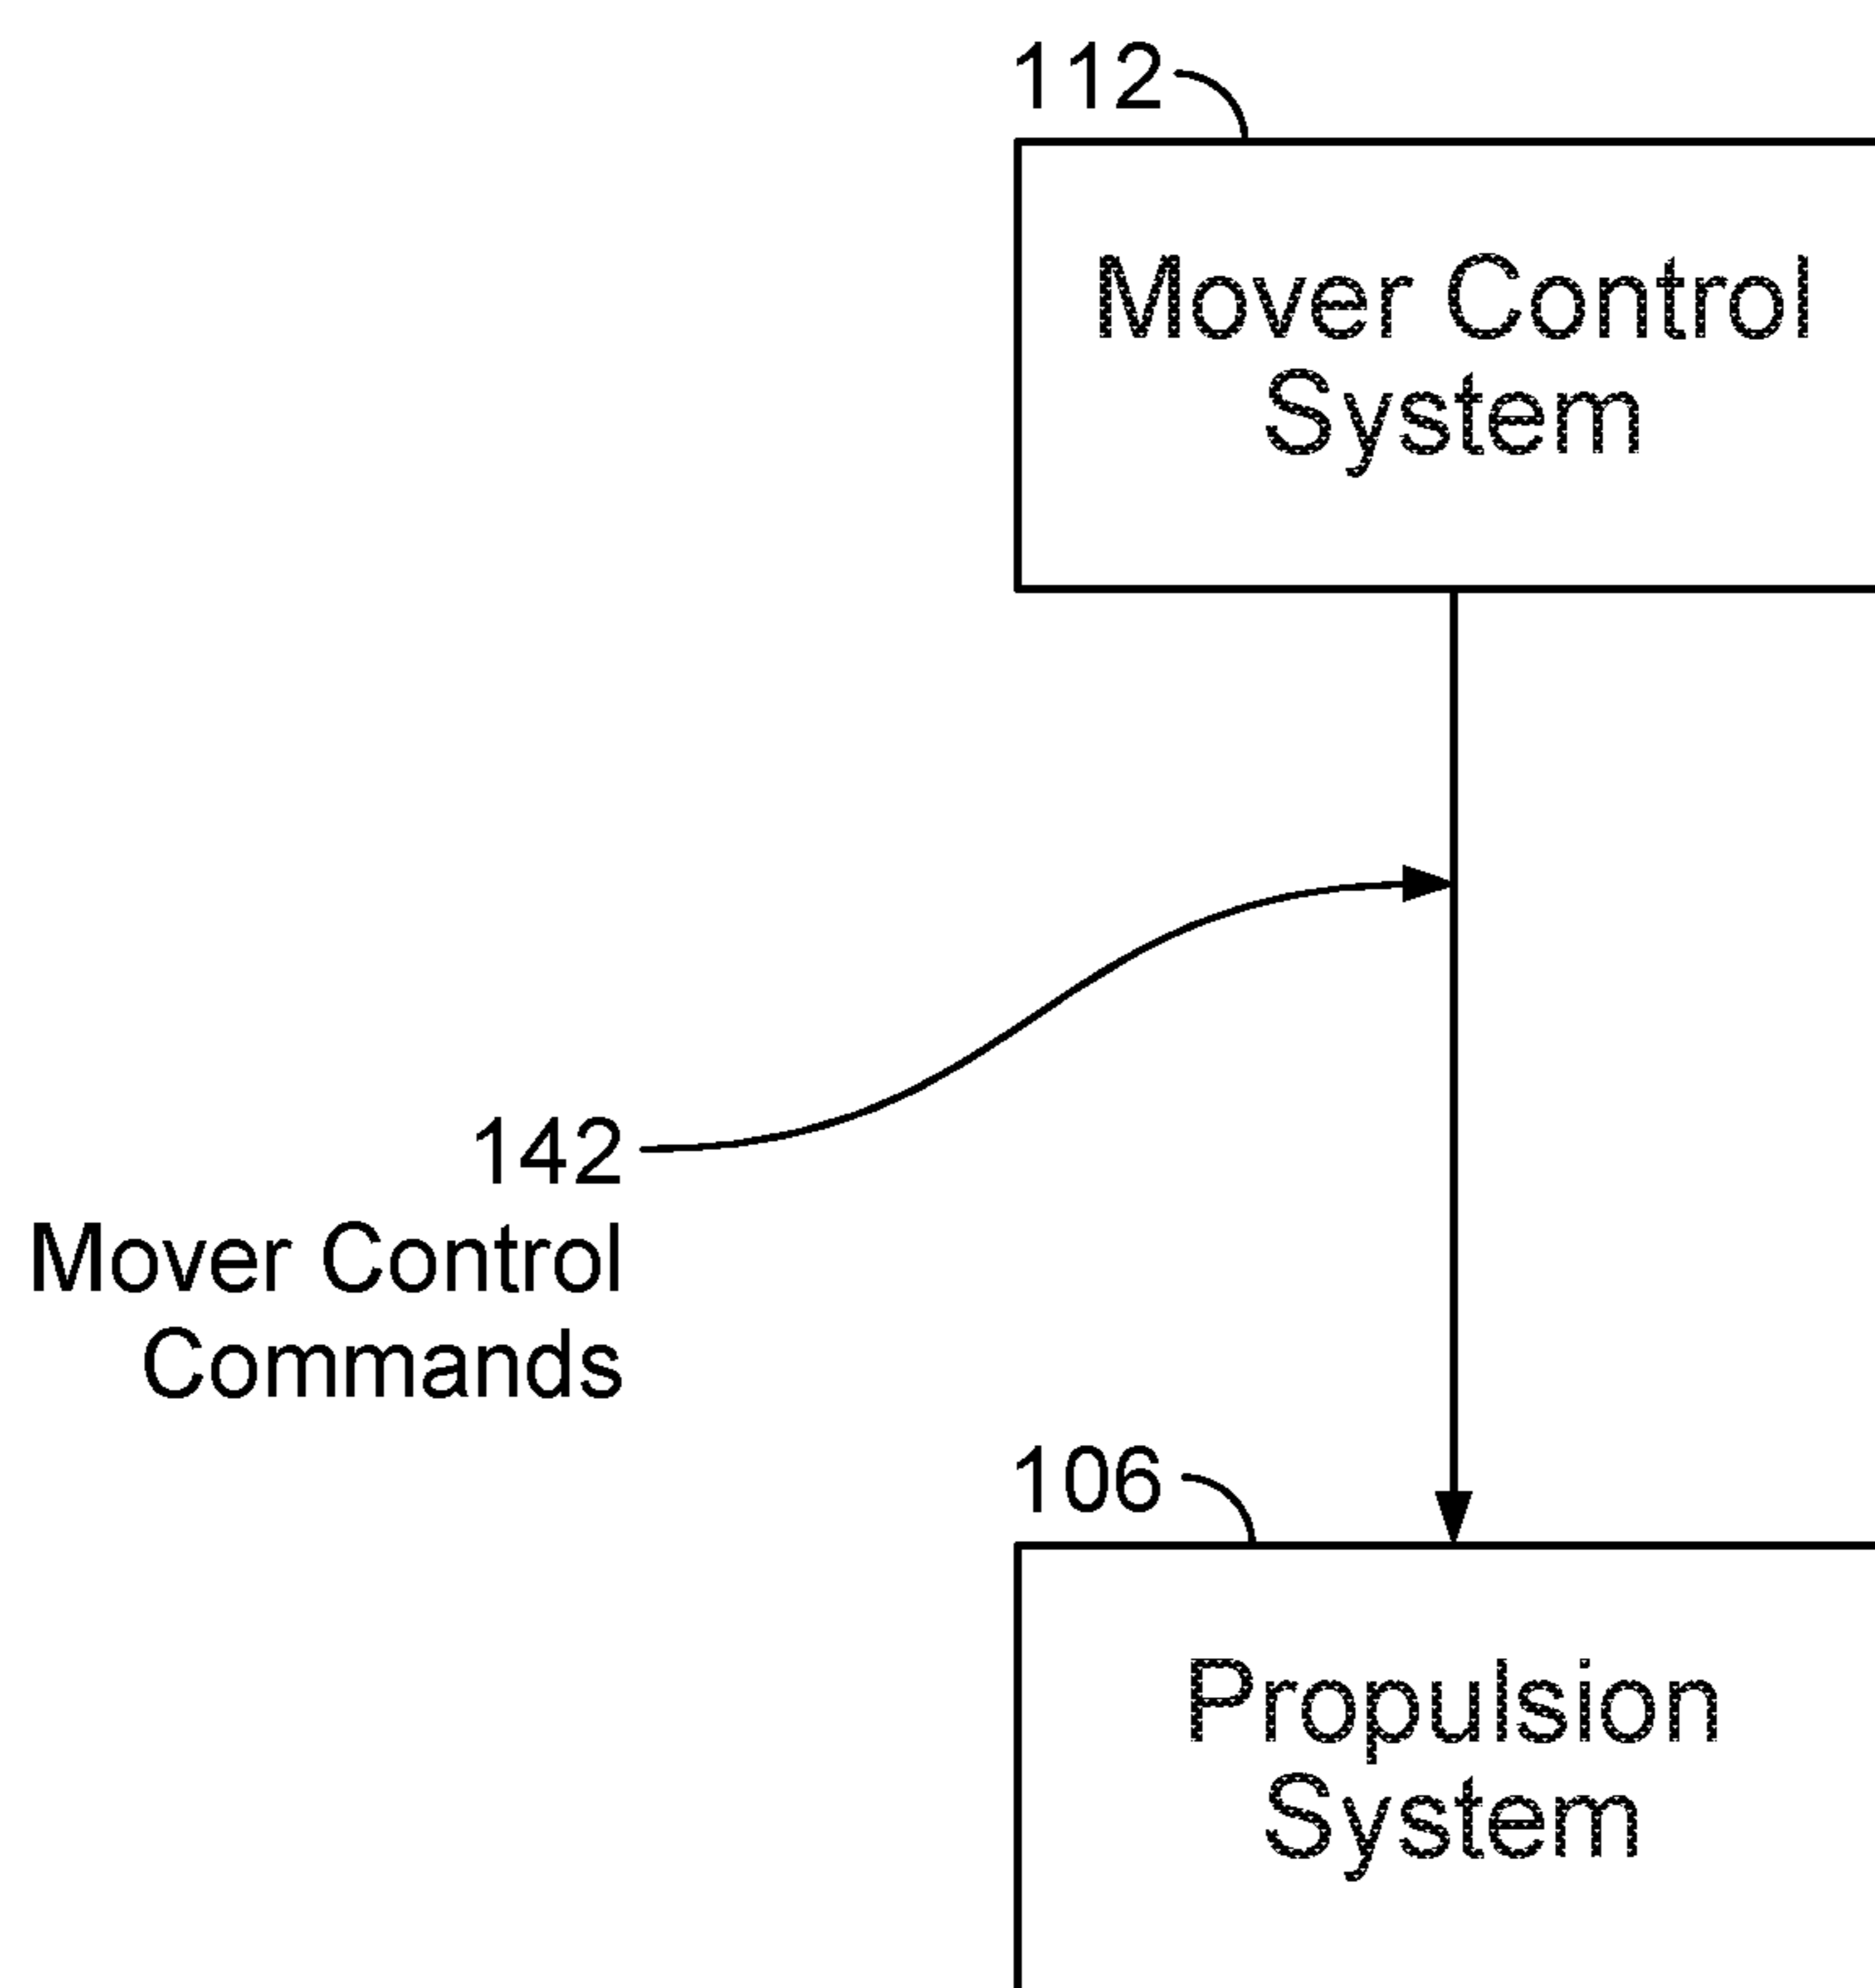 112
Mover Control
System
142
Mover Control
Commands
106
Propulsion
System